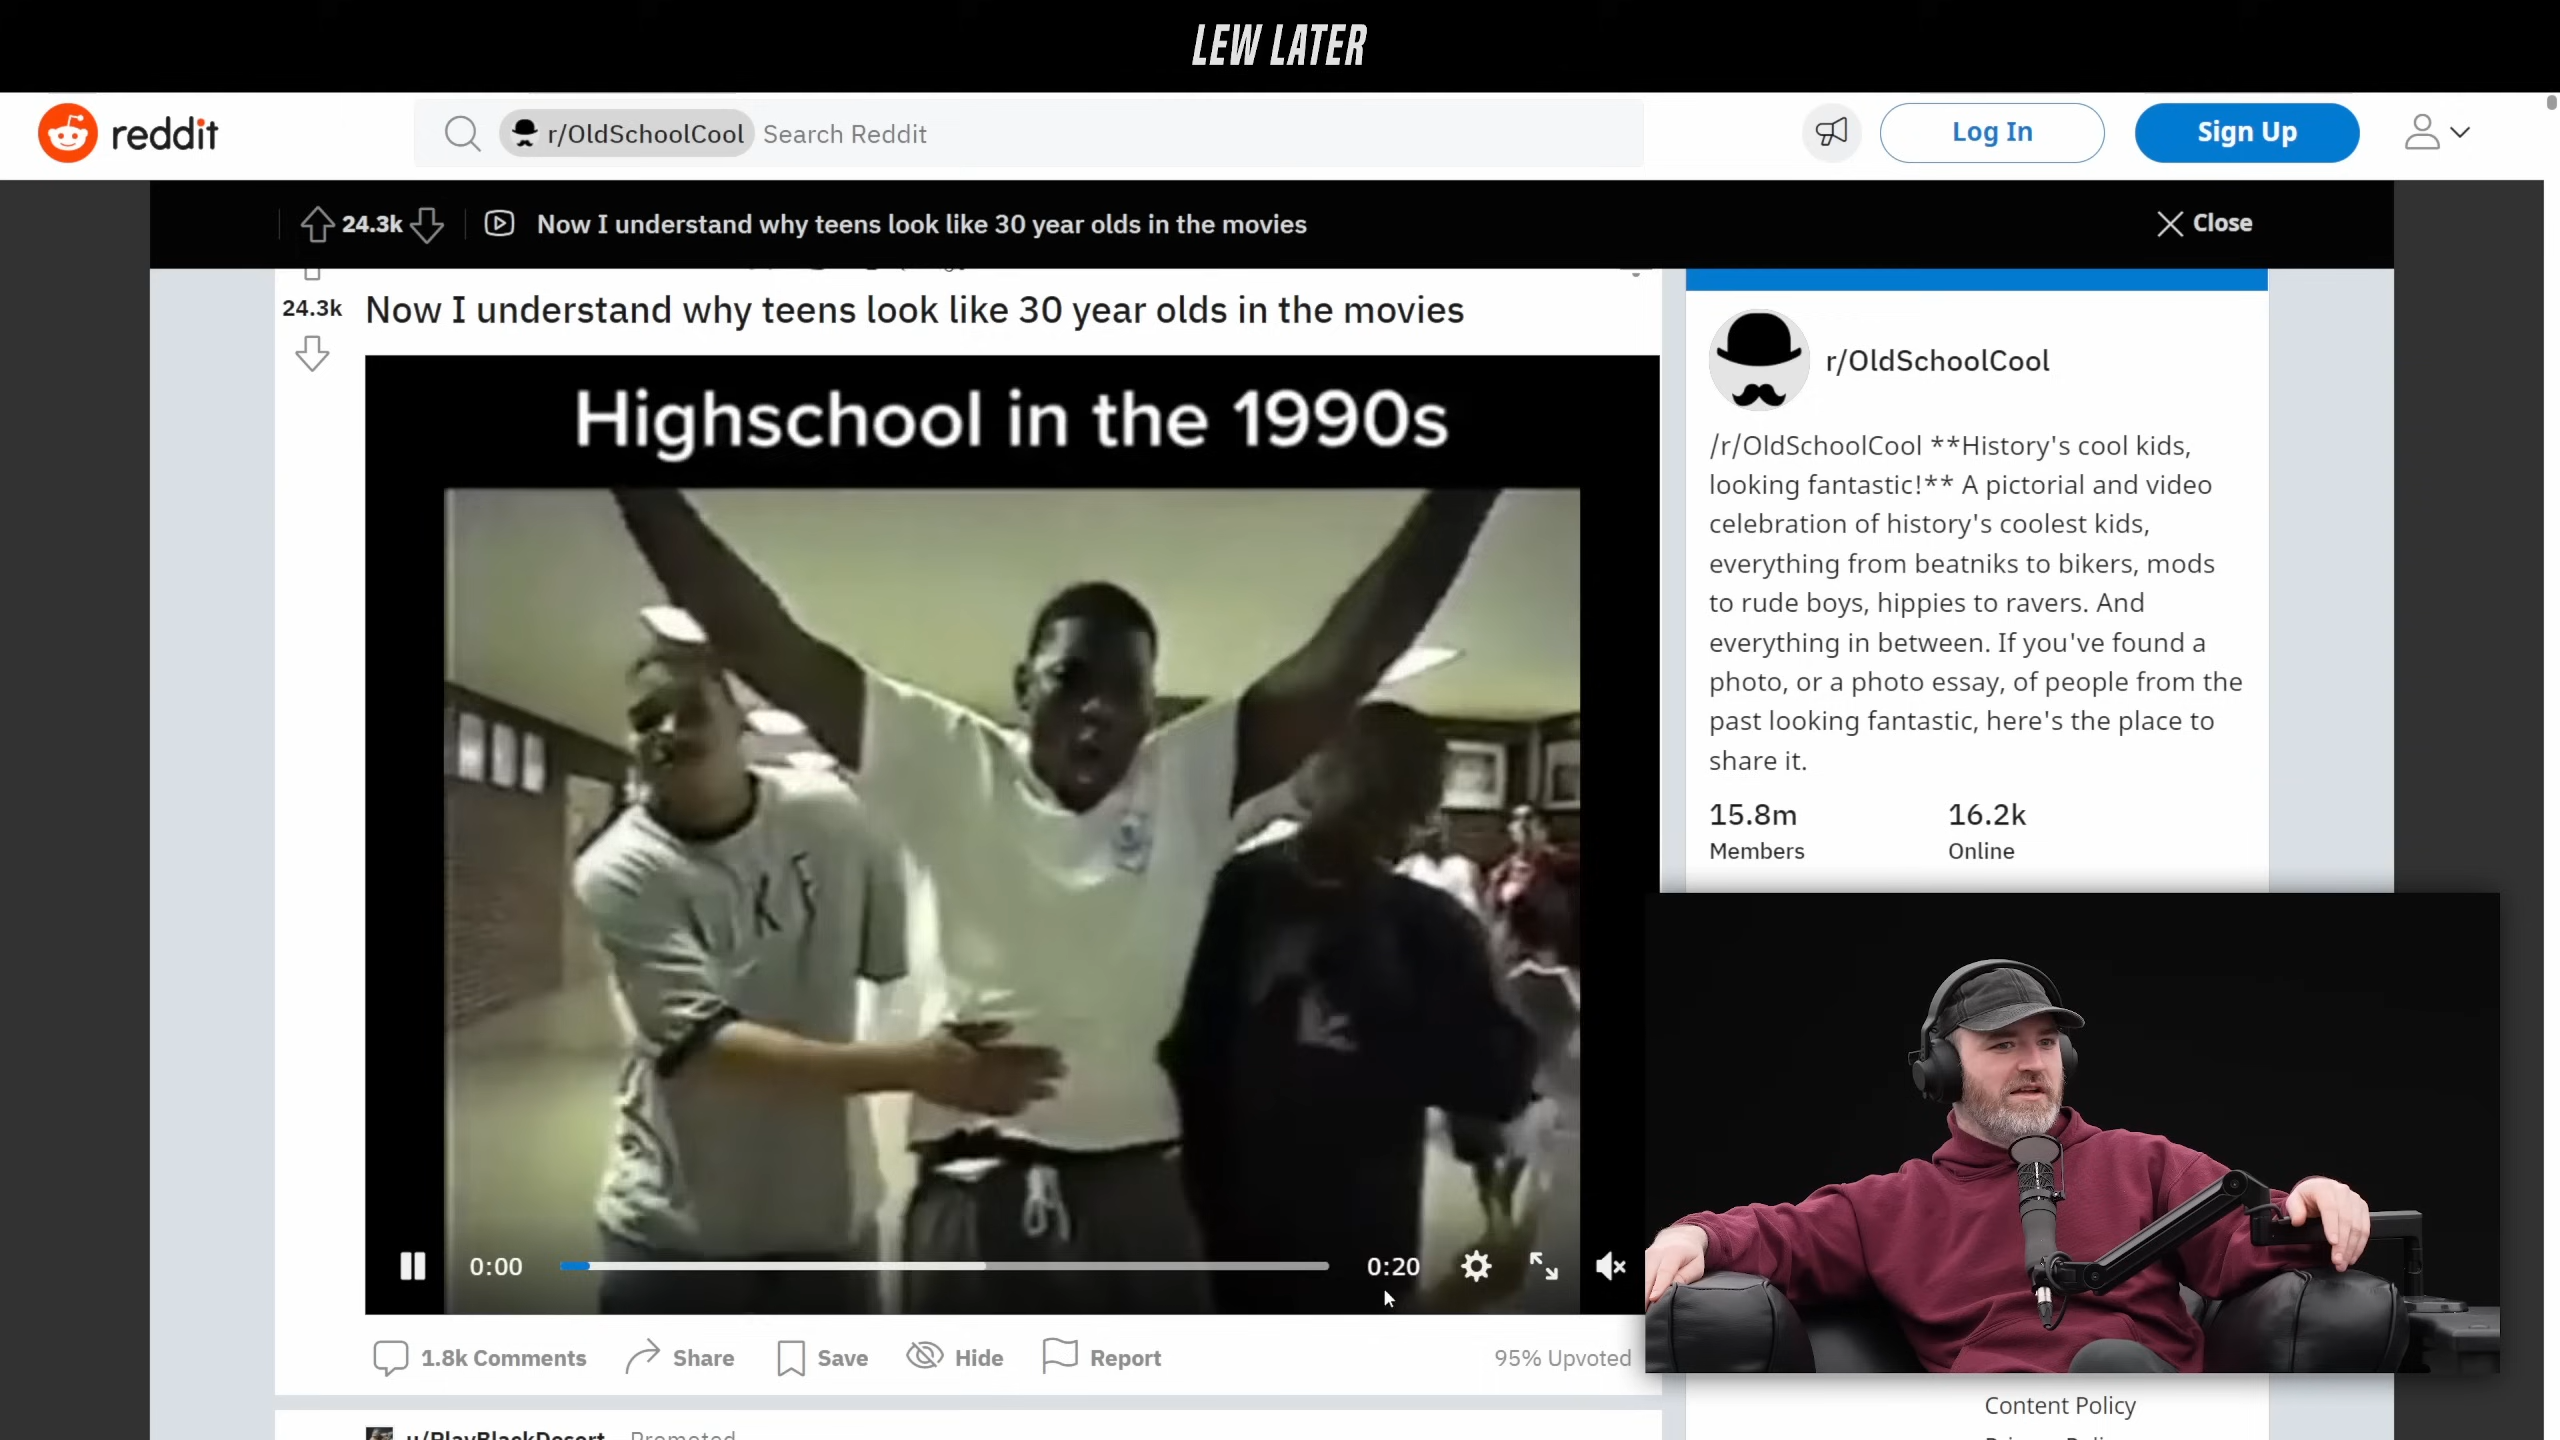 LEW LATER
reddit
r/OldSchoolCool Search Reddit
Log In
Sign Up
24.3k
Now I understand why teens look like 30 year olds in the movies
Close
24.3k
Now I understand why teens look like 30 year olds in the movies
Highschool in the 1990s
0:00
0:20
1.8k Comments
Share
Save
Hide
Report
95% Upvoted
u/PlayBlackDesert Promoted
r/OldSchoolCool
/r/OldSchoolCool **History's cool kids,
looking fantastic!** A pictorial and video
celebration of history's coolest kids,
everything from beatniks to bikers, mods
to rude boys, hippies to ravers. And
everything in between. If you've found a
photo, or a photo essay, of people from the
past looking fantastic, here's the place to
share it.
15.8m
Members
16.2k
Online
Content Policy